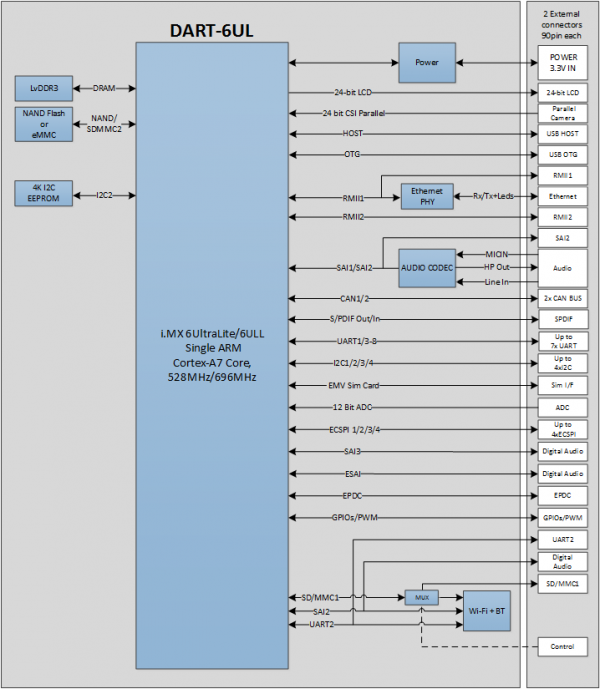 DART-6UL
2 External
connectors
90pin each
Power
POWER
3.3V IN
LvDDR3
DRAM
24-bit LCD
24-bit LCD
NAND Flash
or
eMMC
NAND/
SDMMC2
24 bit CSI Parallel
Parallel
Camera
HOST
USB HOST
OTG
USB OTG
4K I2C
EEPROM
I2C2
RMII1
RMII1
Ethernet
PHY
Rx/Tx+Leds
Ethernet
RMII2
RMII2
SAI2
SAI1/SAI2
AUDIO CODEC
MICIN
HP Out
Line In
Audio
CAN1/2
2x CAN BUS
S/PDIF Out/In
SPDIF
i.MX 6UltraLite/6ULL
Single ARM
Cortex-A7 Core,
528MHz/696MHz
UART1/3-8
Up to
7x UART
I2C1/2/3/4
Up to
4xI2C
EMV Sim Card
Sim I/F
12 Bit ADC
ADC
ECSPI 1/2/3/4
Up to
4xECSPI
SAI3
Digital Audio
ESAI
Digital Audio
EPDC
EPDC
GPIOs/PWM
GPIOs/PWM
UART2
Digital
Audio
SD/MMC1
SD/MMC1
MUX
SAI2
UART2
Wi-Fi + BT
Control